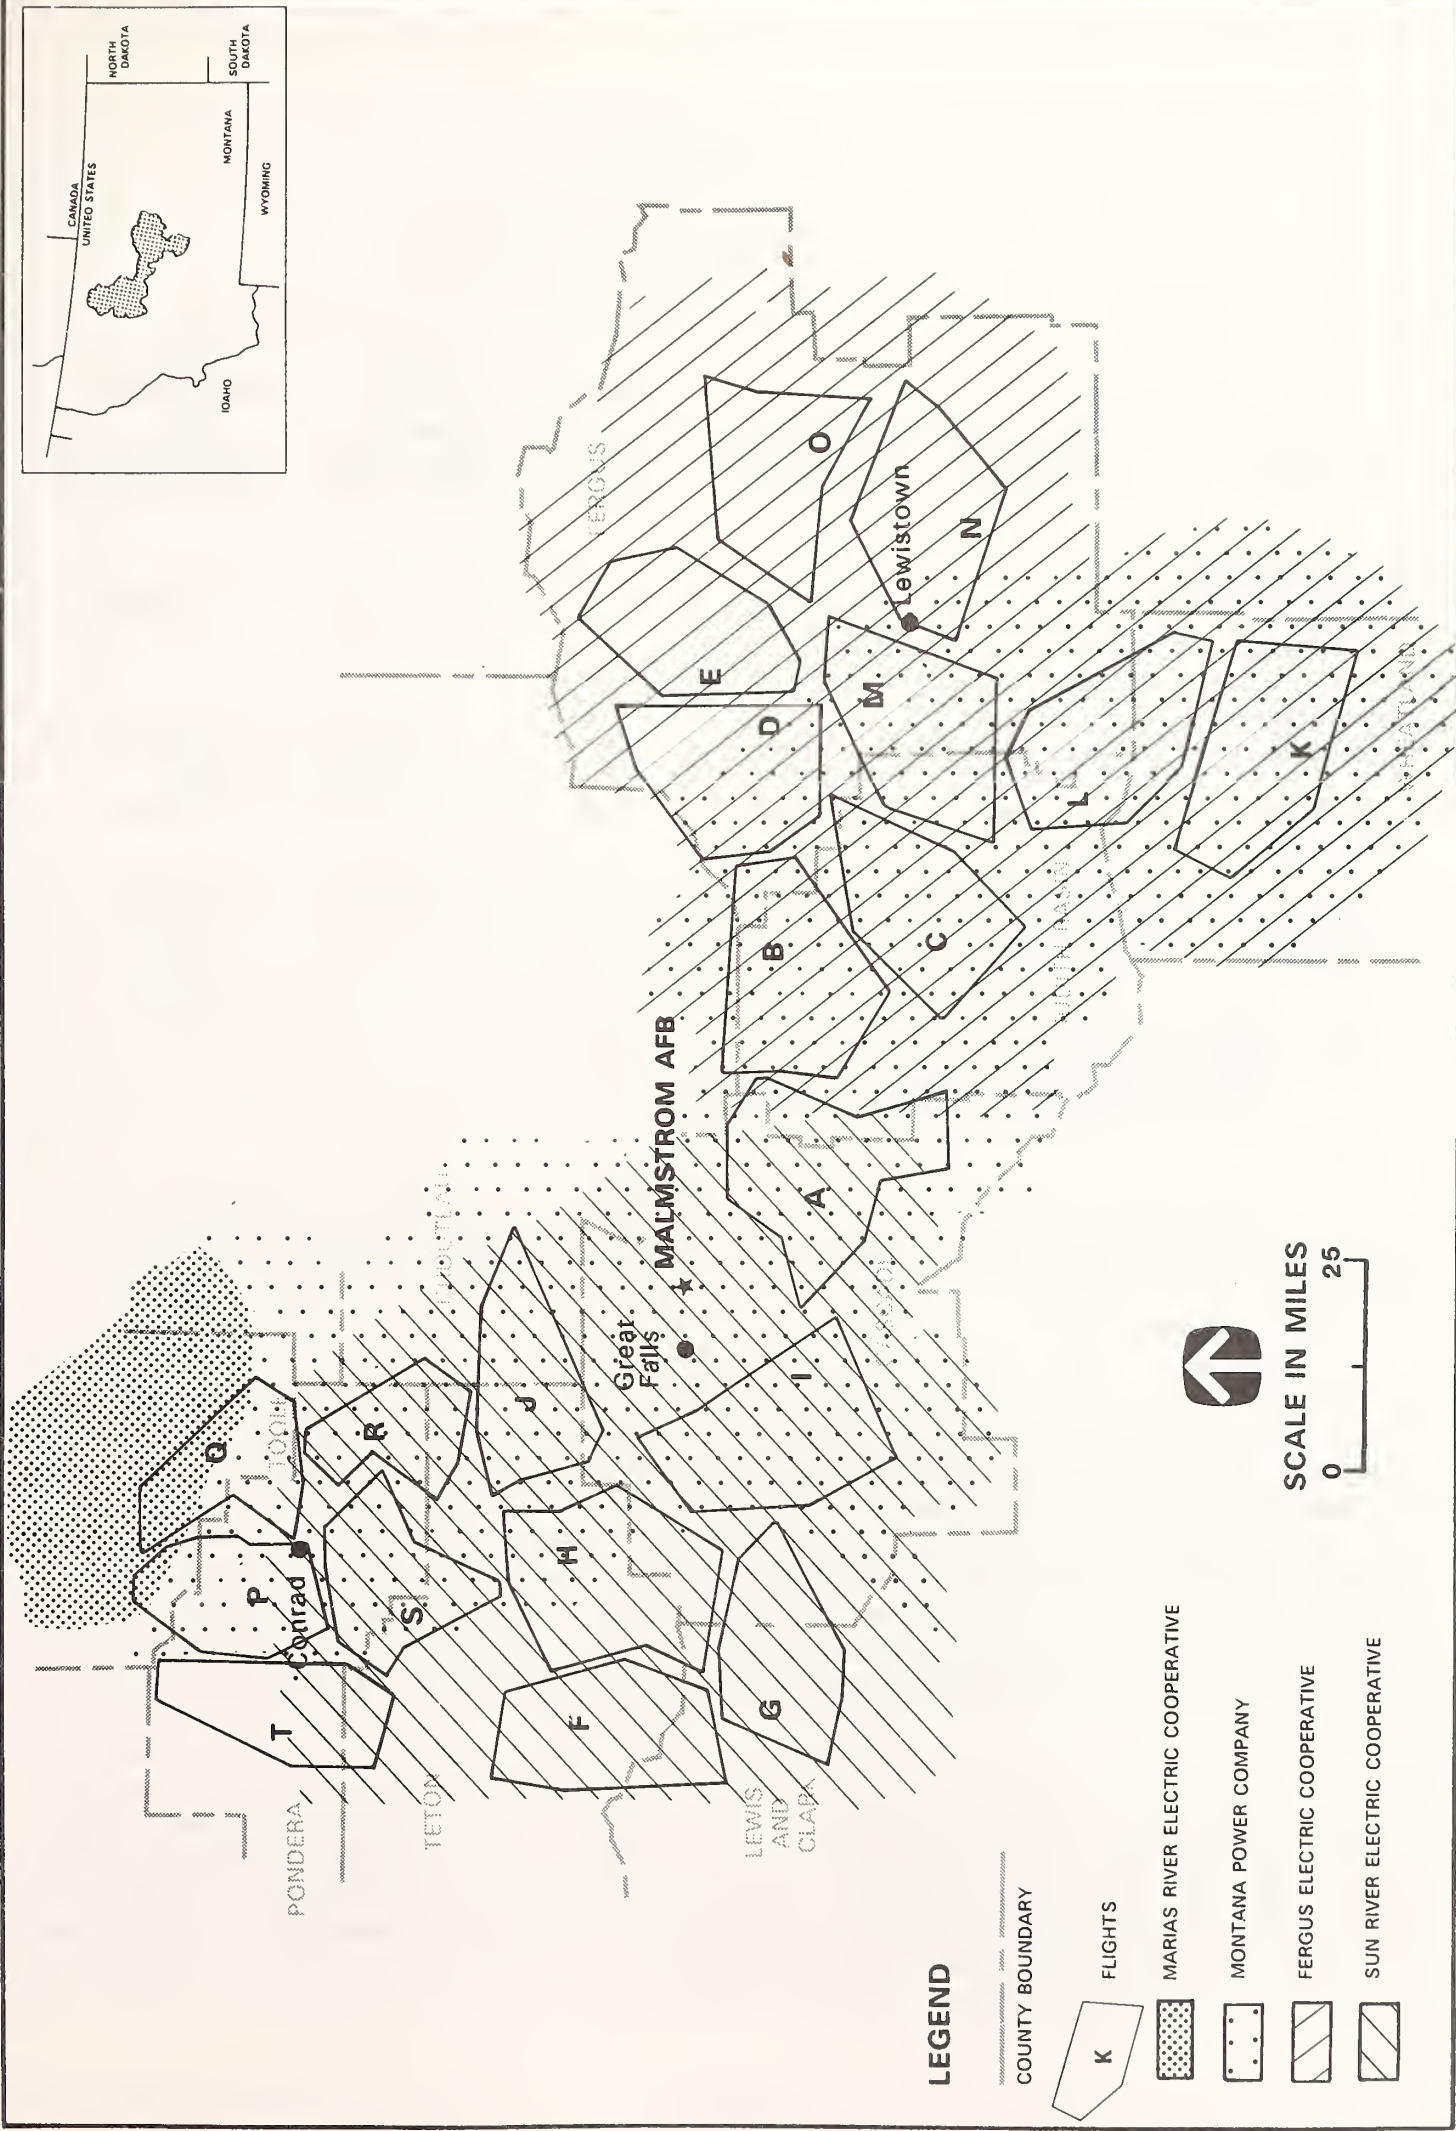 CANADA
UNITEO STATES
NORTH
DAKOTA
SOUTH
DAKOTA
MONTANA
WYOMING
IOAHO
PONDERA
TETON
LEWIS
AND
CLARK
FERGUS
T
P
Q
Conrad
S
R
J
H
F
G
I
Great
Falls
MALMSTROM AFB
A
B
C
D
E
M
O
N
Lewistown
L
K
LEGEND
COUNTY BOUNDARY
K
FLIGHTS
MARIAS RIVER ELECTRIC COOPERATIVE
MONTANA POWER COMPANY
FERGUS ELECTRIC COOPERATIVE
SUN RIVER ELECTRIC COOPERATIVE
SCALE IN MILES
0 25